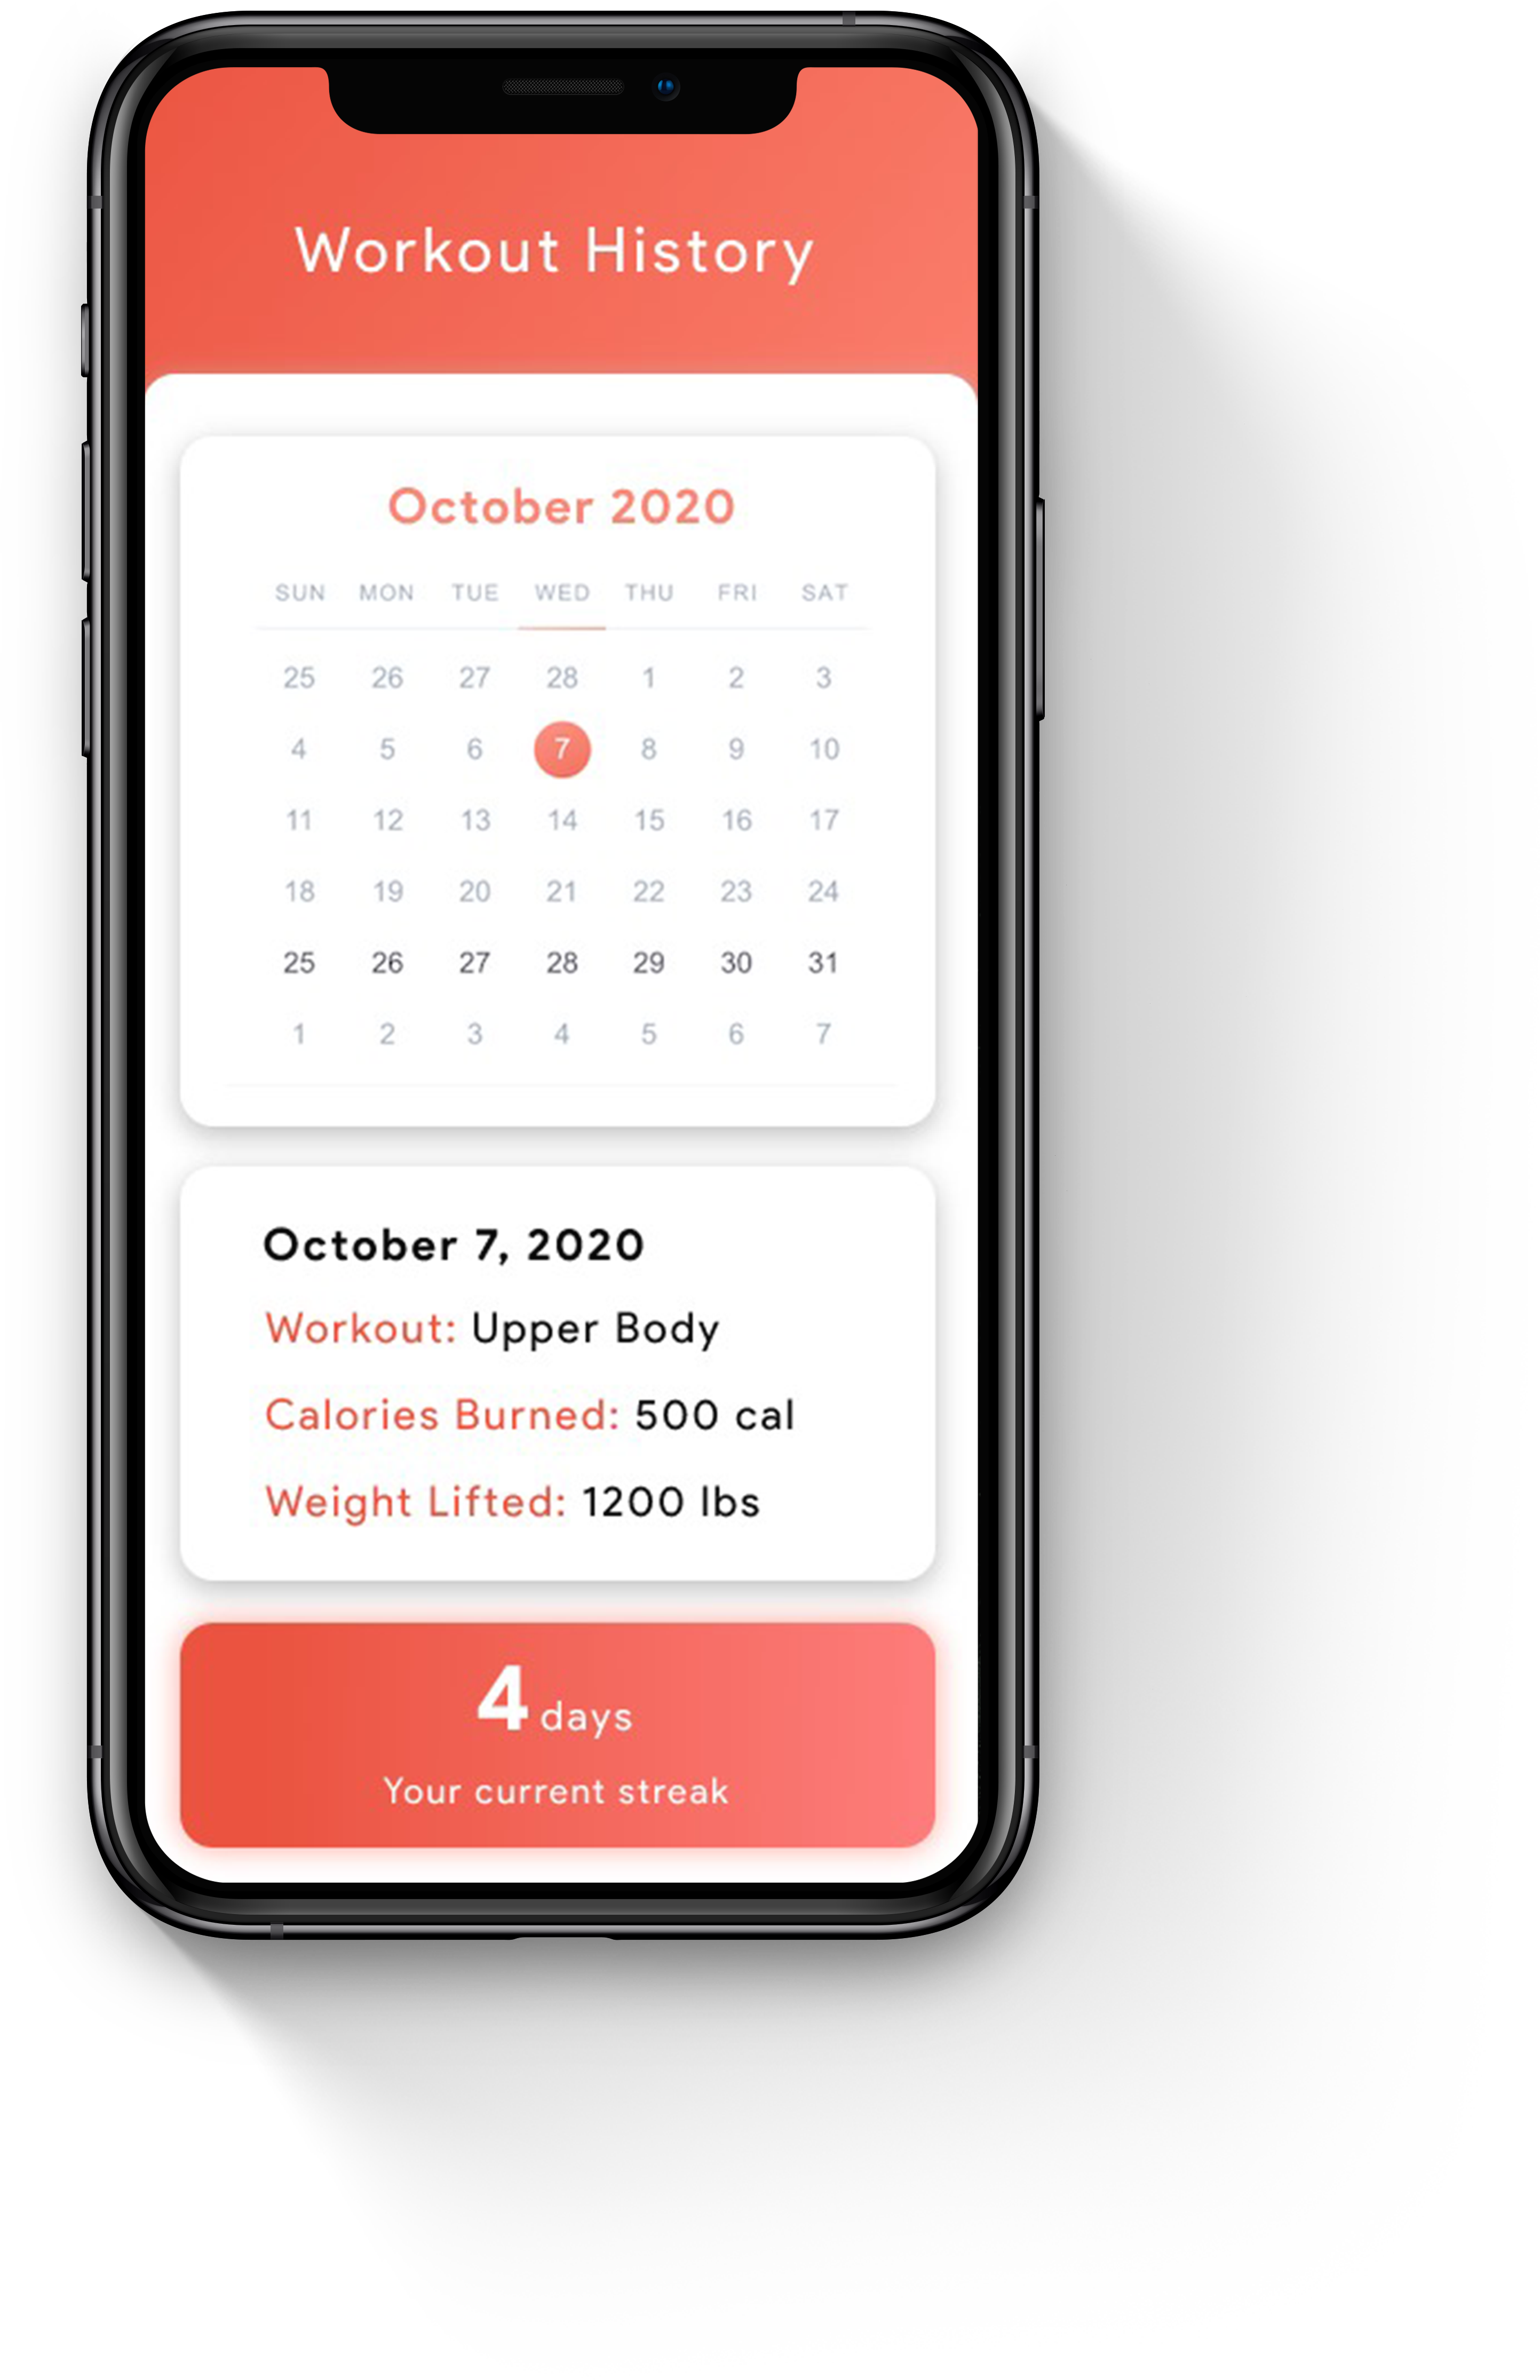 Workout History
October 2020
SUN MON TUE WED THU FRI SAT
25 26 27 28 1 2 3
4 5 6 7 8 9 10
11 12 13 14 15 16 17
18 19 20 21 22 23 24
25 26 27 28 29 30 31
1 2 3 4 5 6 7
October 7, 2020
Workout: Upper Body
Calories Burned: 500 cal
Weight Lifted: 1200 lbs
4 days
Your current streak